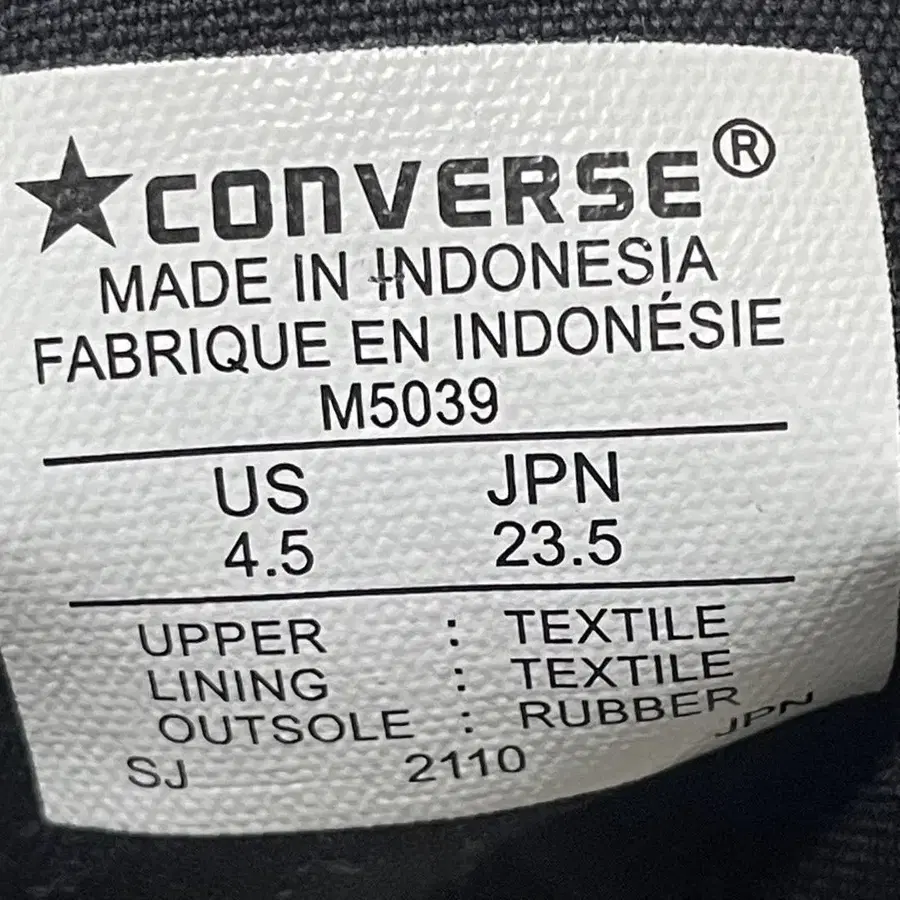 CONVERSE®
MADE IN INDONESIA
FABRIQUE EN INDONÉSIE
M5039
US JPN
4.5 23.5
UPPER : TEXTILE
LINING : TEXTILE
OUTSOLE : RUBBER
SJ 2110 JPN